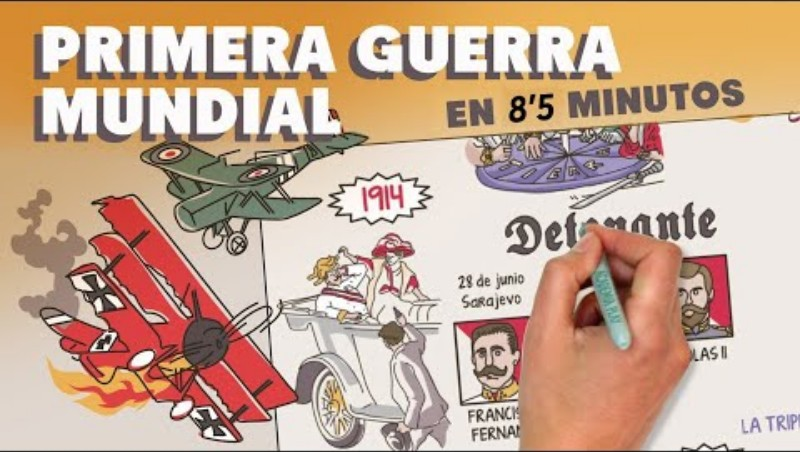 PRIMERA GUERRA
MUNDIAL
EN 8'5 MINUTOS
1914
Detonante
28 de junio
Sarajevo
LAS II
FRANCIS
FERNAN
LA TRIP